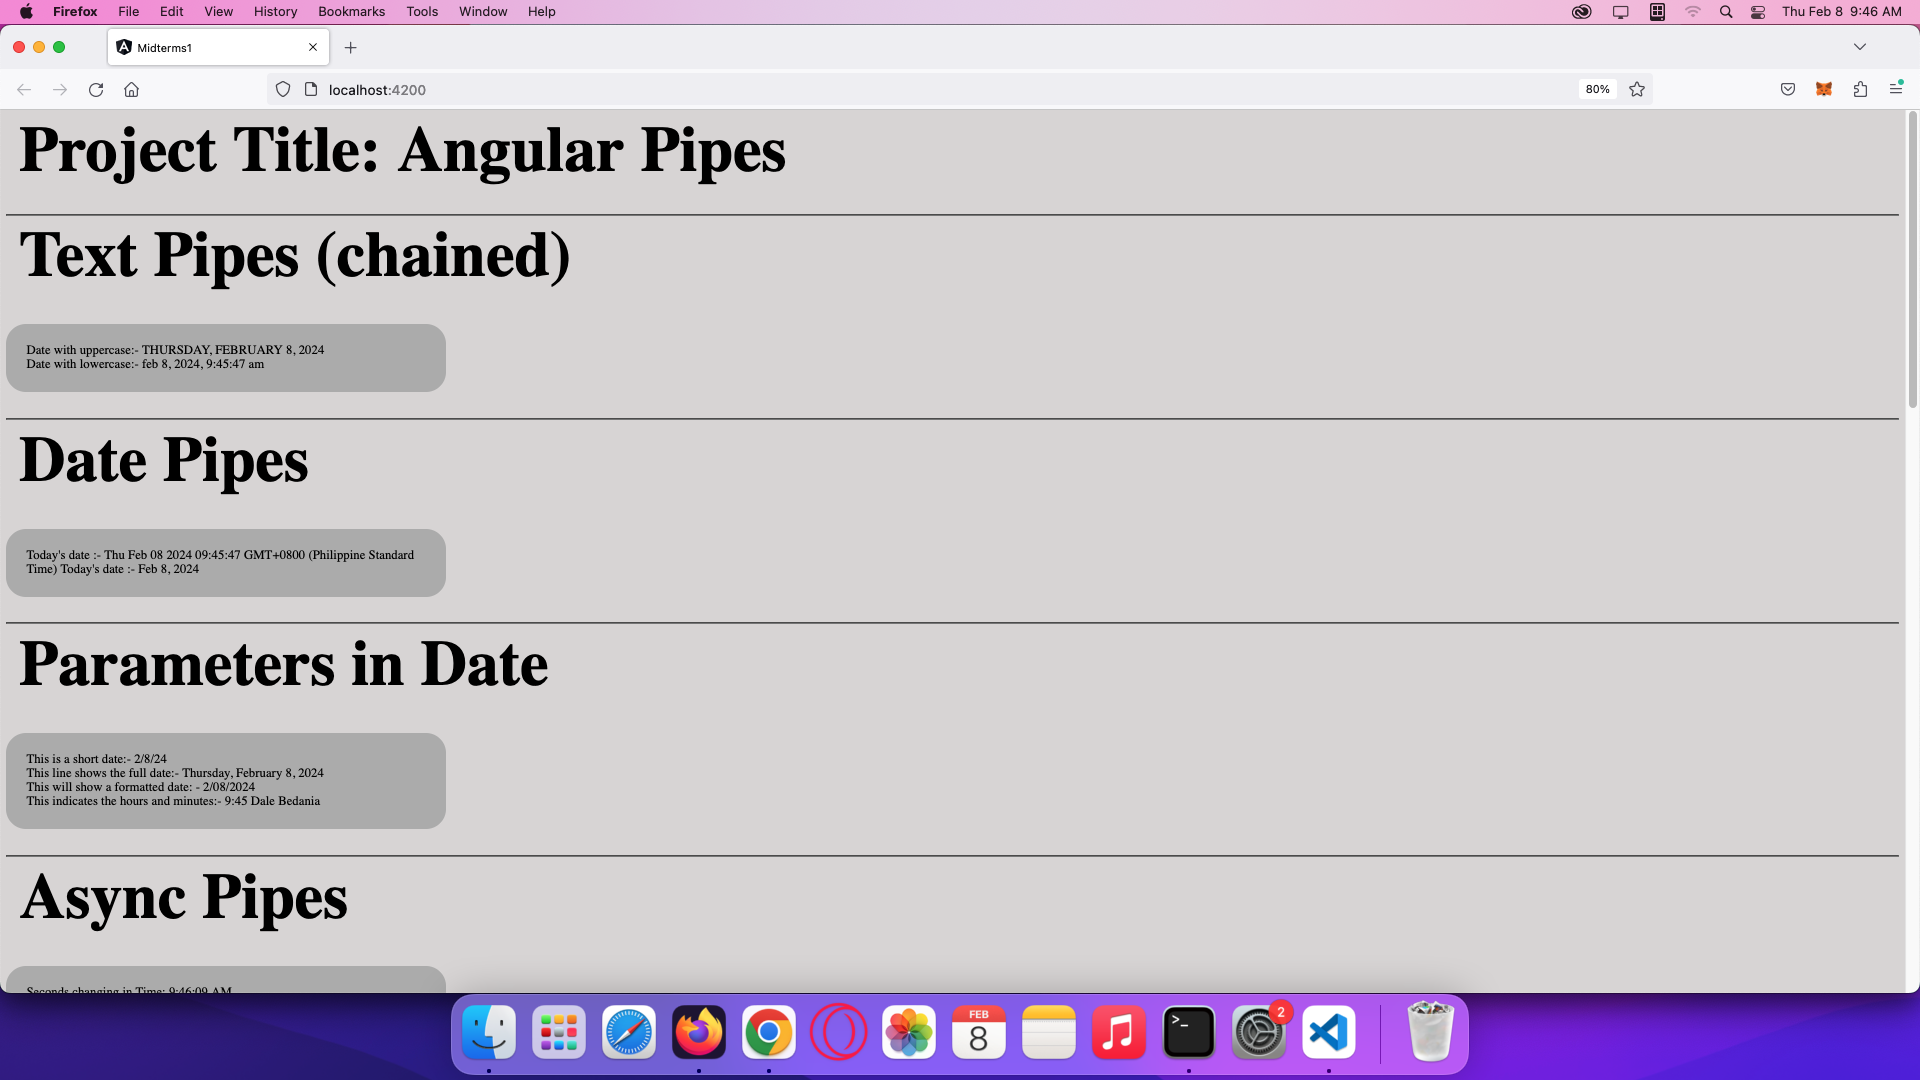 Firefox File Edit View History Bookmarks Tools Window Help Thu Feb 8 9:46 AM
Midterms1
localhost:4200 80%
Project Title: Angular Pipes
Text Pipes (chained)
Date with uppercase:- THURSDAY, FEBRUARY 8, 2024
Date with lowercase:- feb 8, 2024, 9:45:47 am
Date Pipes
Today's date :- Thu Feb 08 2024 09:45:47 GMT+0800 (Philippine Standard
Time) Today's date :- Feb 8, 2024
Parameters in Date
This is a short date:- 2/8/24
This line shows the full date:- Thursday, February 8, 2024
This will show a formatted date: - 2/08/2024
This indicates the hours and minutes:- 9:45 Dale Bedania
Async Pipes
Seconds changing in Time: 9:46:09 AM
FEB
8
>_
2